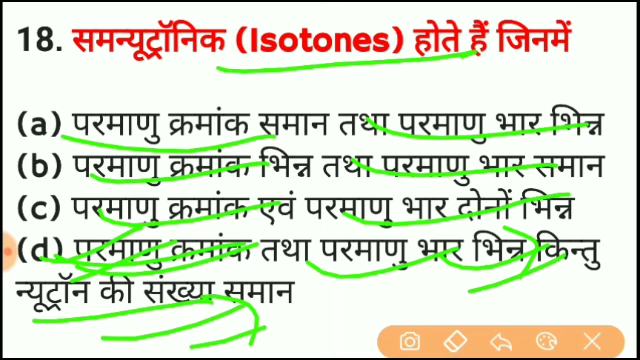 18. समन्यूट्रॉनिक (Isotones) होते हैं जिनमें
(a) परमाणु क्रमांक समान तथा परमाणु भार भिन्न
(b) परमाणु क्रमांक भिन्न तथा परमाणु भार समान
(c) परमाणु क्रमांक एवं परमाणु भार दोनों भिन्न
(d) परमाणु क्रमांक तथा परमाणु भार भिन्न किन्तु
न्यूट्रॉन की संख्या समान